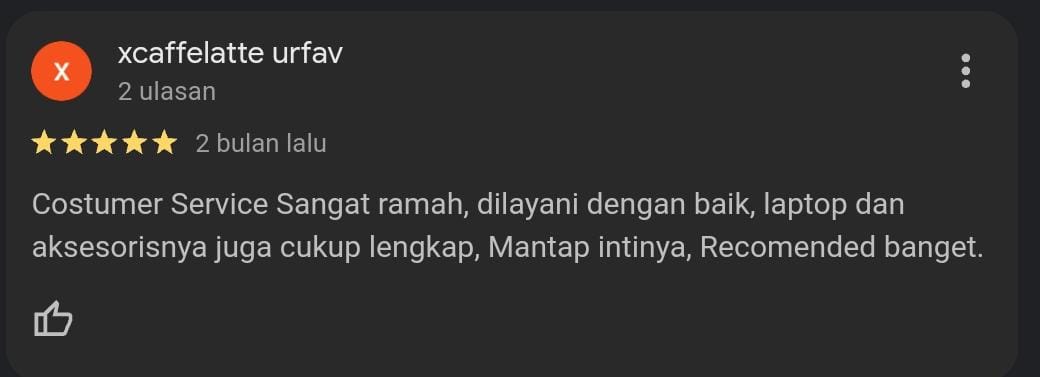 X
xcaffelatte urfav
2 ulasan
2 bulan lalu
Costumer Service Sangat ramah, dilayani dengan baik, laptop dan
aksesorisnya juga cukup lengkap, Mantap intinya, Recomended banget.